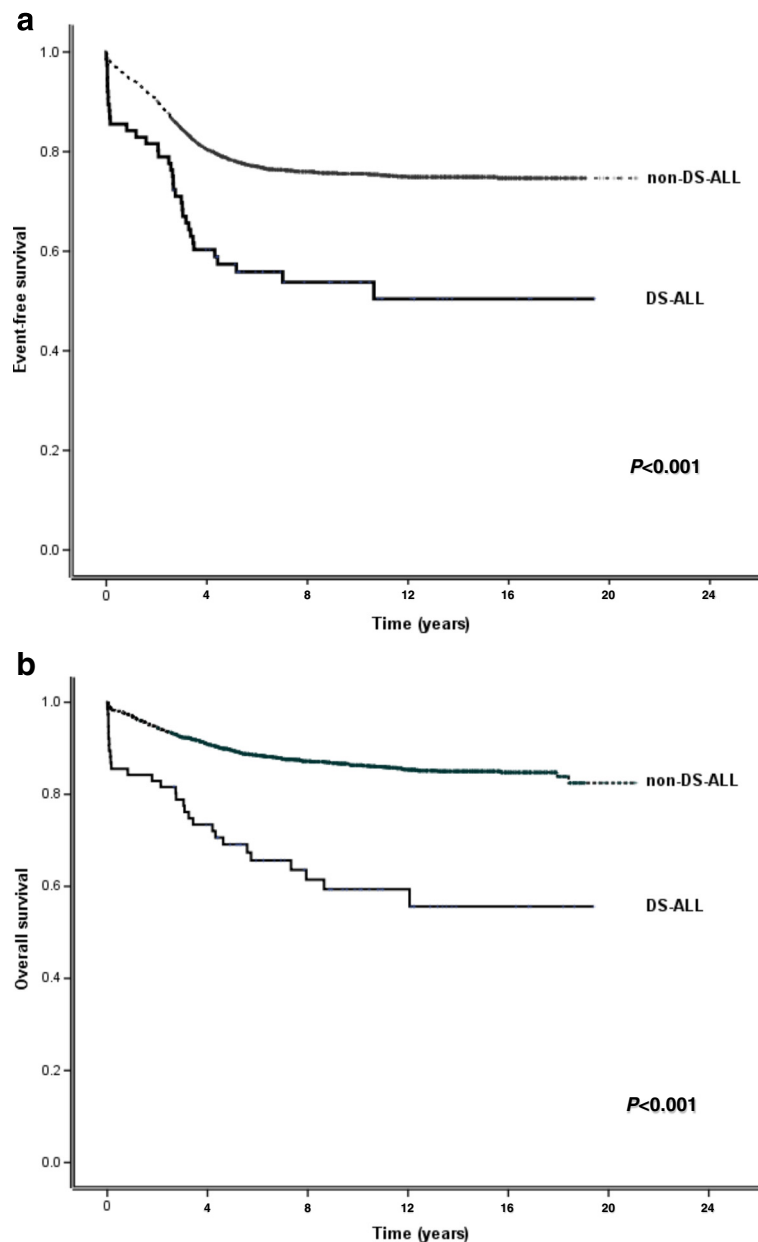 a
1.0
non-DS-ALL
0.8
0.6
DS-ALL
Event-free survival
0.4
0.2
P<0.001
0.0
0 4 8 12 16 20 24
Time (years)
b
1.0
non-DS-ALL
0.8
0.6
DS-ALL
Overall survival
0.4
0.2
P<0.001
0.0
0 4 8 12 16 20 24
Time (years)